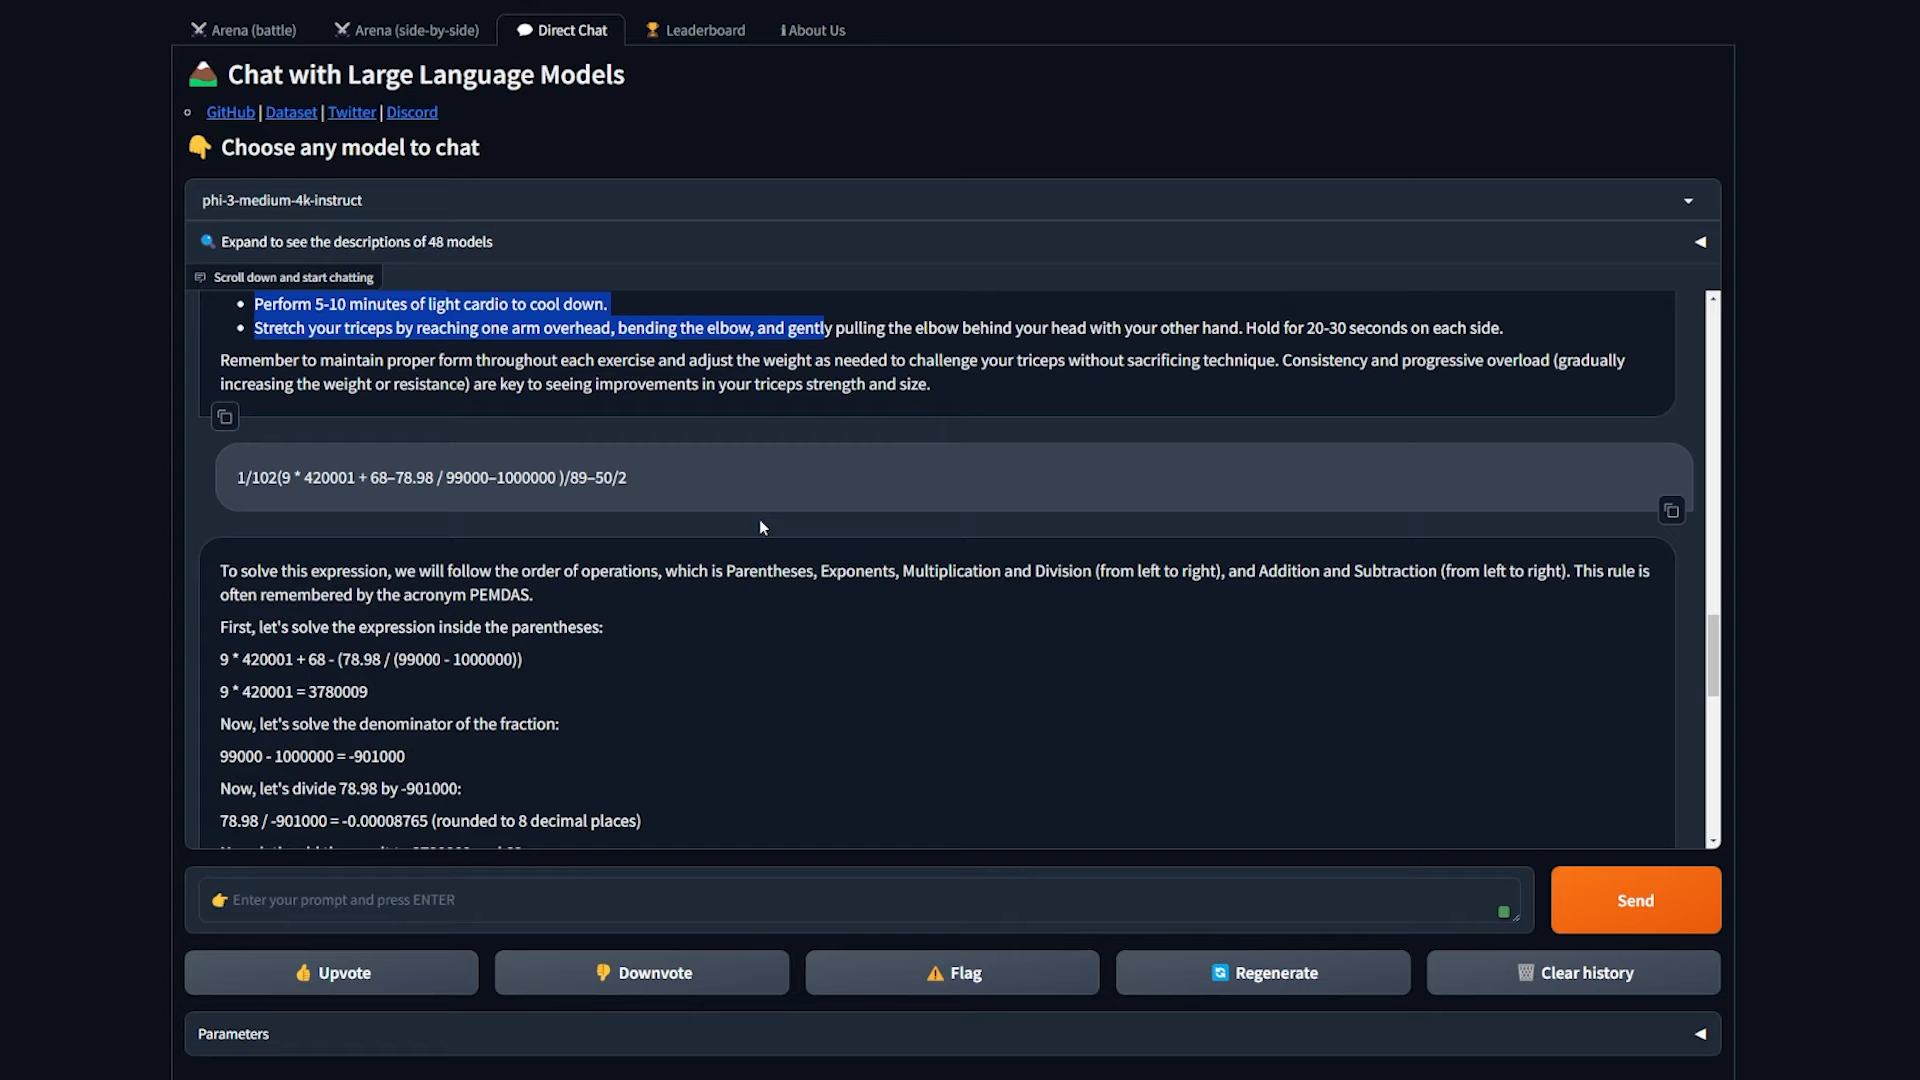 Arena (battle) Arena (side-by-side) Direct Chat Leaderboard About Us
Chat with Large Language Models
GitHub | Dataset | Twitter | Discord
Choose any model to chat
phi-3-medium-4k-instruct
Expand to see the descriptions of 48 models
Scroll down and start chatting
• Perform 5-10 minutes of light cardio to cool down.
• Stretch your triceps by reaching one arm overhead, bending the elbow, and gently pulling the elbow behind your head with your other hand. Hold for 20-30 seconds on each side.
Remember to maintain proper form throughout each exercise and adjust the weight as needed to challenge your triceps without sacrificing technique. Consistency and progressive overload (gradually
increasing the weight or resistance) are key to seeing improvements in your triceps strength and size.
1/102(9 * 420001 + 68–78.98 / 99000–1000000 )/89–50/2
To solve this expression, we will follow the order of operations, which is Parentheses, Exponents, Multiplication and Division (from left to right), and Addition and Subtraction (from left to right). This rule is
often remembered by the acronym PEMDAS.
First, let's solve the expression inside the parentheses:
9 * 420001 + 68 - (78.98 / (99000 - 1000000))
9 * 420001 = 3780009
Now, let's solve the denominator of the fraction:
99000 - 1000000 = -901000
Now, let's divide 78.98 by -901000:
78.98 / -901000 = -0.00008765 (rounded to 8 decimal places)
Enter your prompt and press ENTER
Send
Upvote Downvote Flag Regenerate Clear history
Parameters